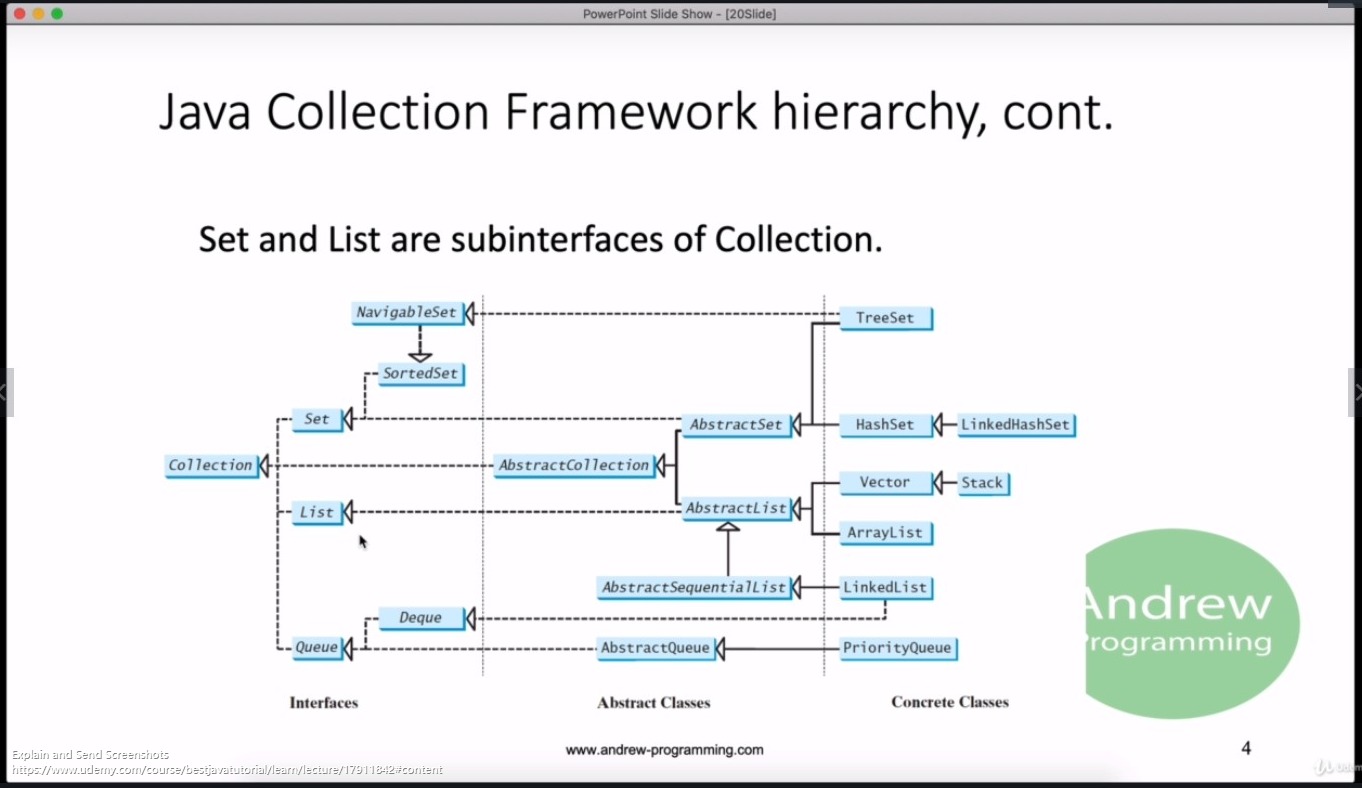 PowerPoint Slide Show - [20Slide]
Java Collection Framework hierarchy, cont.
Set and List are subinterfaces of Collection.
NavigableSet
TreeSet
SortedSet
Set
AbstractSet
HashSet
LinkedHashSet
Collection
AbstractCollection
Vector
Stack
List
AbstractList
ArrayList
AbstractSequentialList
LinkedList
Deque
Queue
AbstractQueue
PriorityQueue
Andrew
Programming
Interfaces
Abstract Classes
Concrete Classes
www.andrew-programming.com
4
Explain and Send Screenshots
https://www.udemy.com/course/bestjavatutorial/learn/lecture/17911842#content